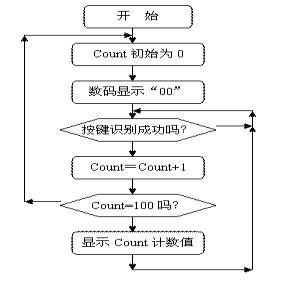 开 始
Count 初始为 0
数码显示“00”
按键识别成功吗?
Count＝Count+1
Count=100 吗?
显示 Count 计数值